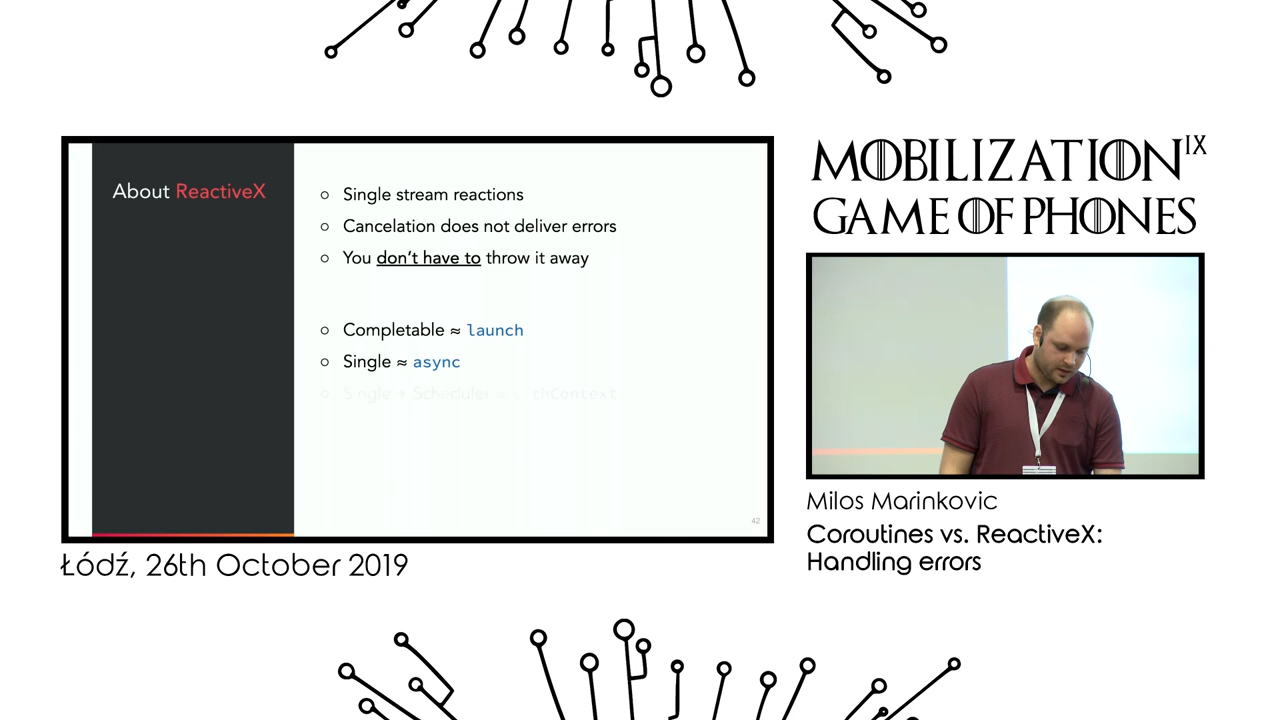 About ReactiveX
Single stream reactions
Cancelation does not deliver errors
You don't have to throw it away
Completable ≈ launch
Single ≈ async
Single + Scheduler ≈ withContext
42
MOBILIZATION IX
GAME OF PHONES
Milos Marinkovic
Coroutines vs. ReactiveX:
Handling errors
Łódź, 26th October 2019